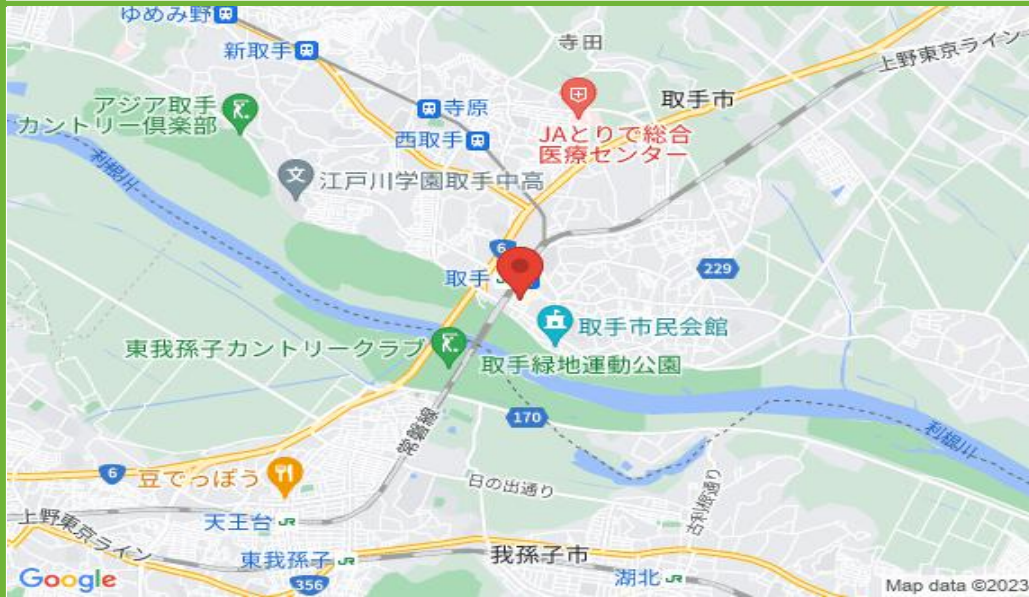 ゆめみ野
新取手
寺田
上野東京ライン
アジア取手
カントリー倶楽部
寺原
取手市
西取手
JAとりで総合
医療センター
利根川
江戸川学園取手中高
6
取手
229
取手市民会館
東我孫子カントリークラブ
取手緑地運動公園
170
常磐線
利根川
6
豆でっぽう
日の出通り
古利根通り
天王台 JR
上野東京ライン
東我孫子 JR
我孫子市
356
湖北 JR
Google
Map data ©2023